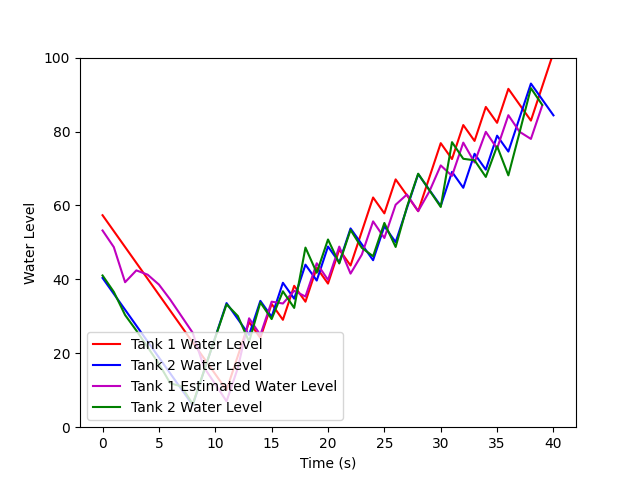 100
80
60
40
20
0
Water Level
Tank 1 Water Level
Tank 2 Water Level
Tank 1 Estimated Water Level
Tank 2 Water Level
0 5 10 15 20 25 30 35 40
Time (s)